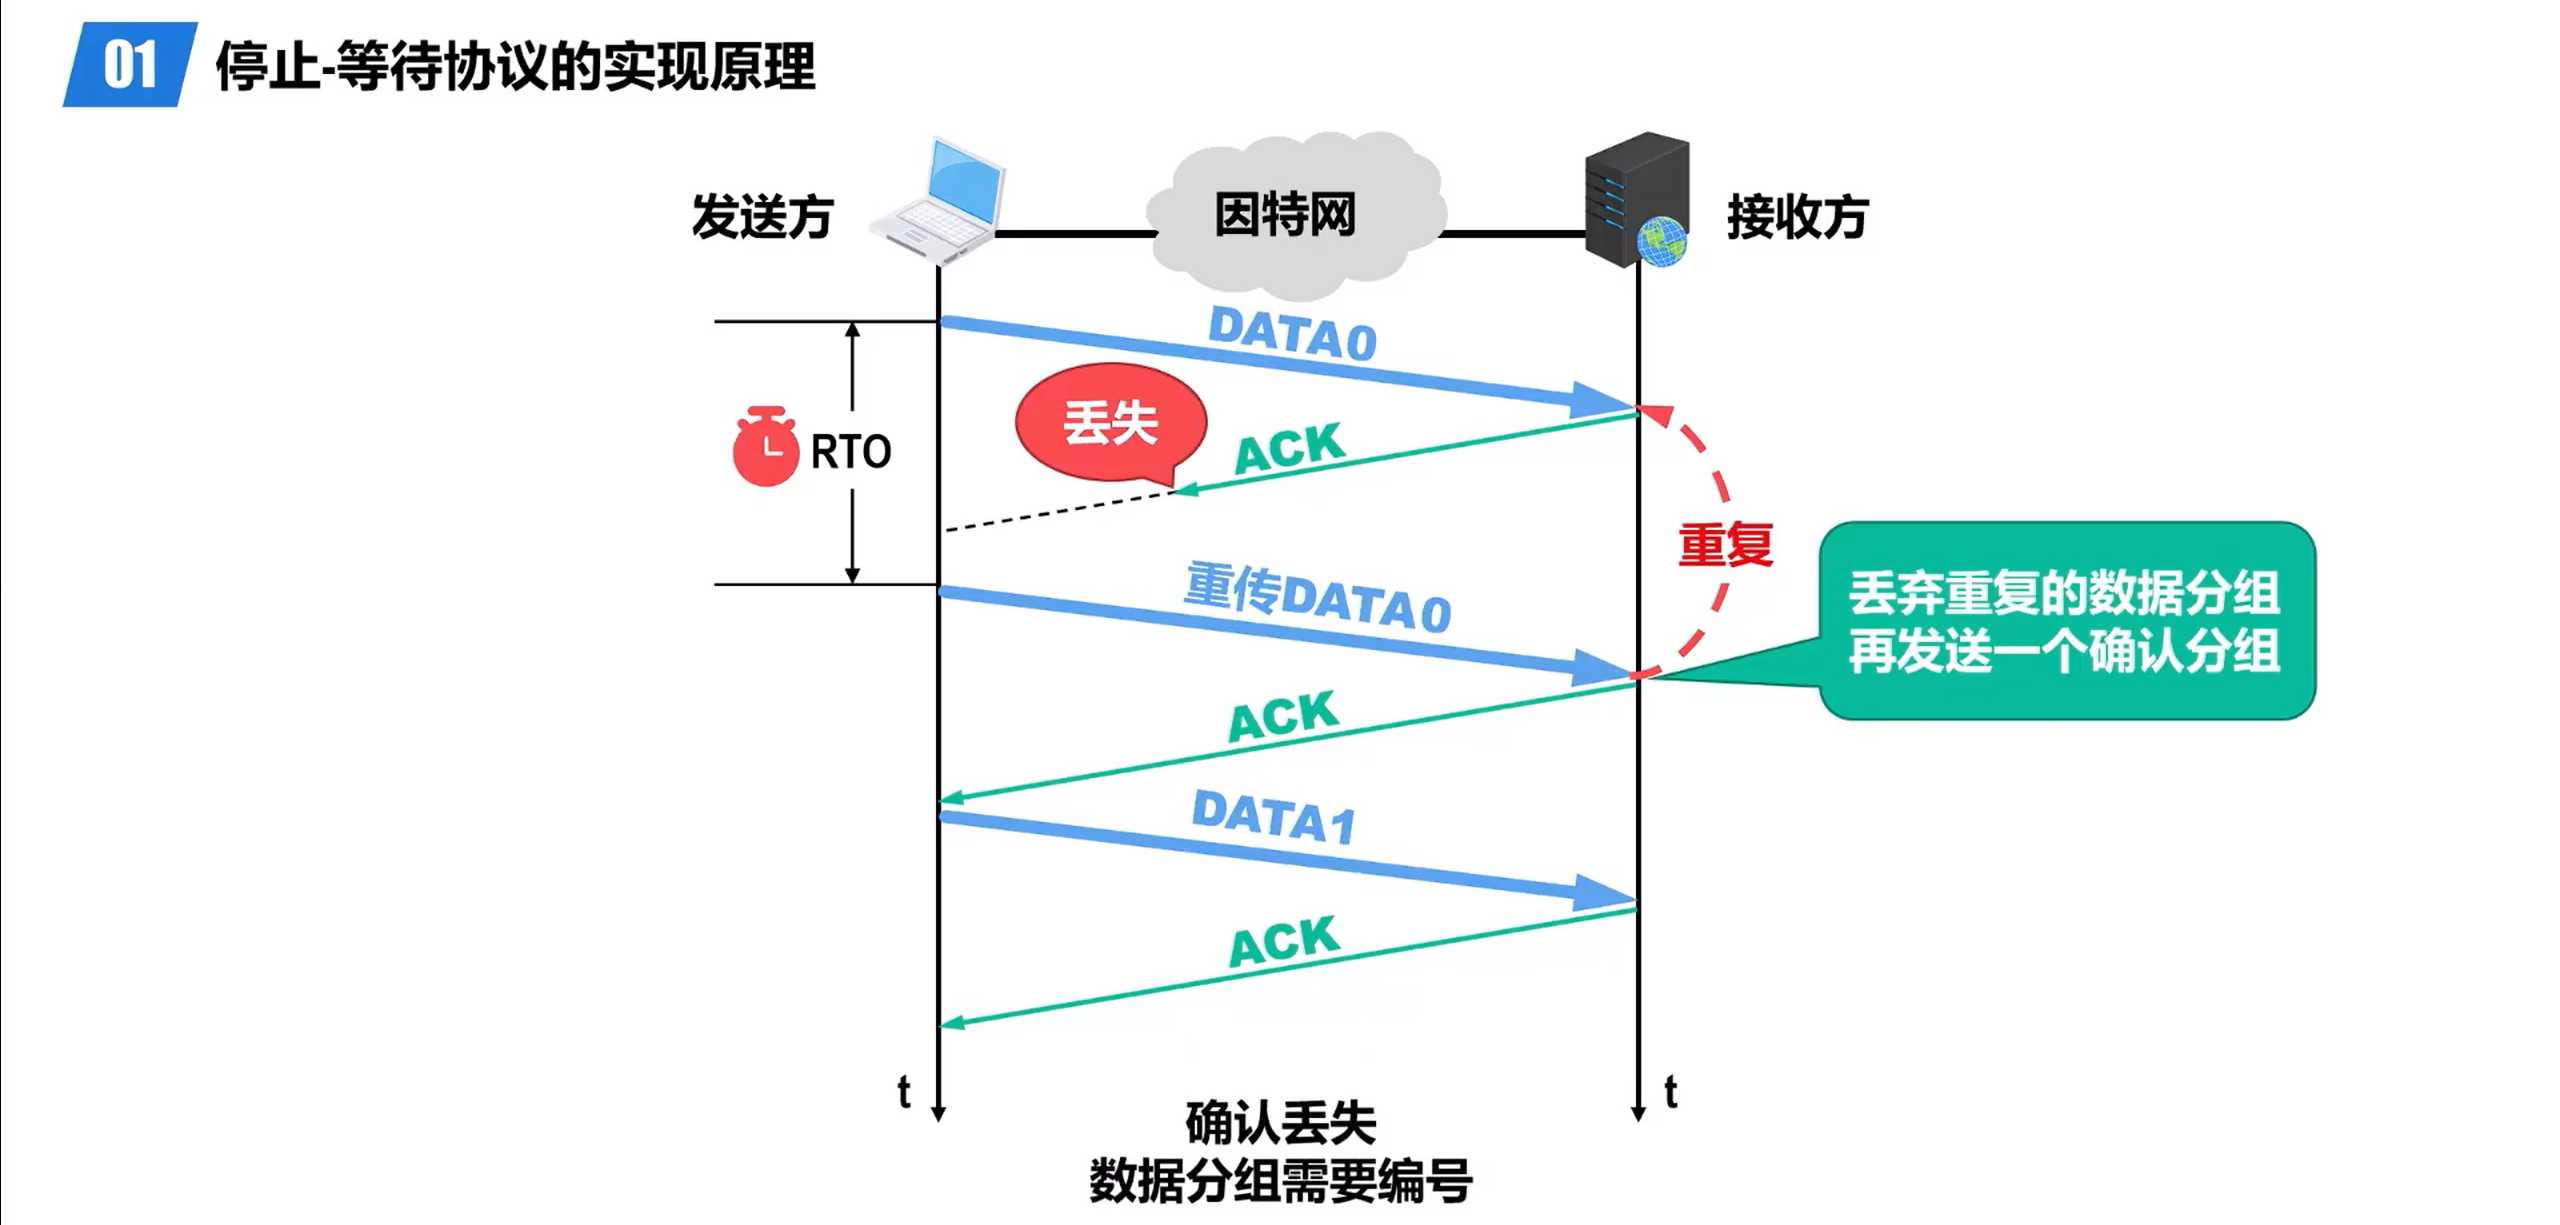 01 停止-等待协议的实现原理
发送方
因特网
接收方
DATA0
丢失
ACK
RTO
重复
重传DATA0
丢弃重复的数据分组
再发送一个确认分组
ACK
DATA1
ACK
t
t
确认丢失
数据分组需要编号